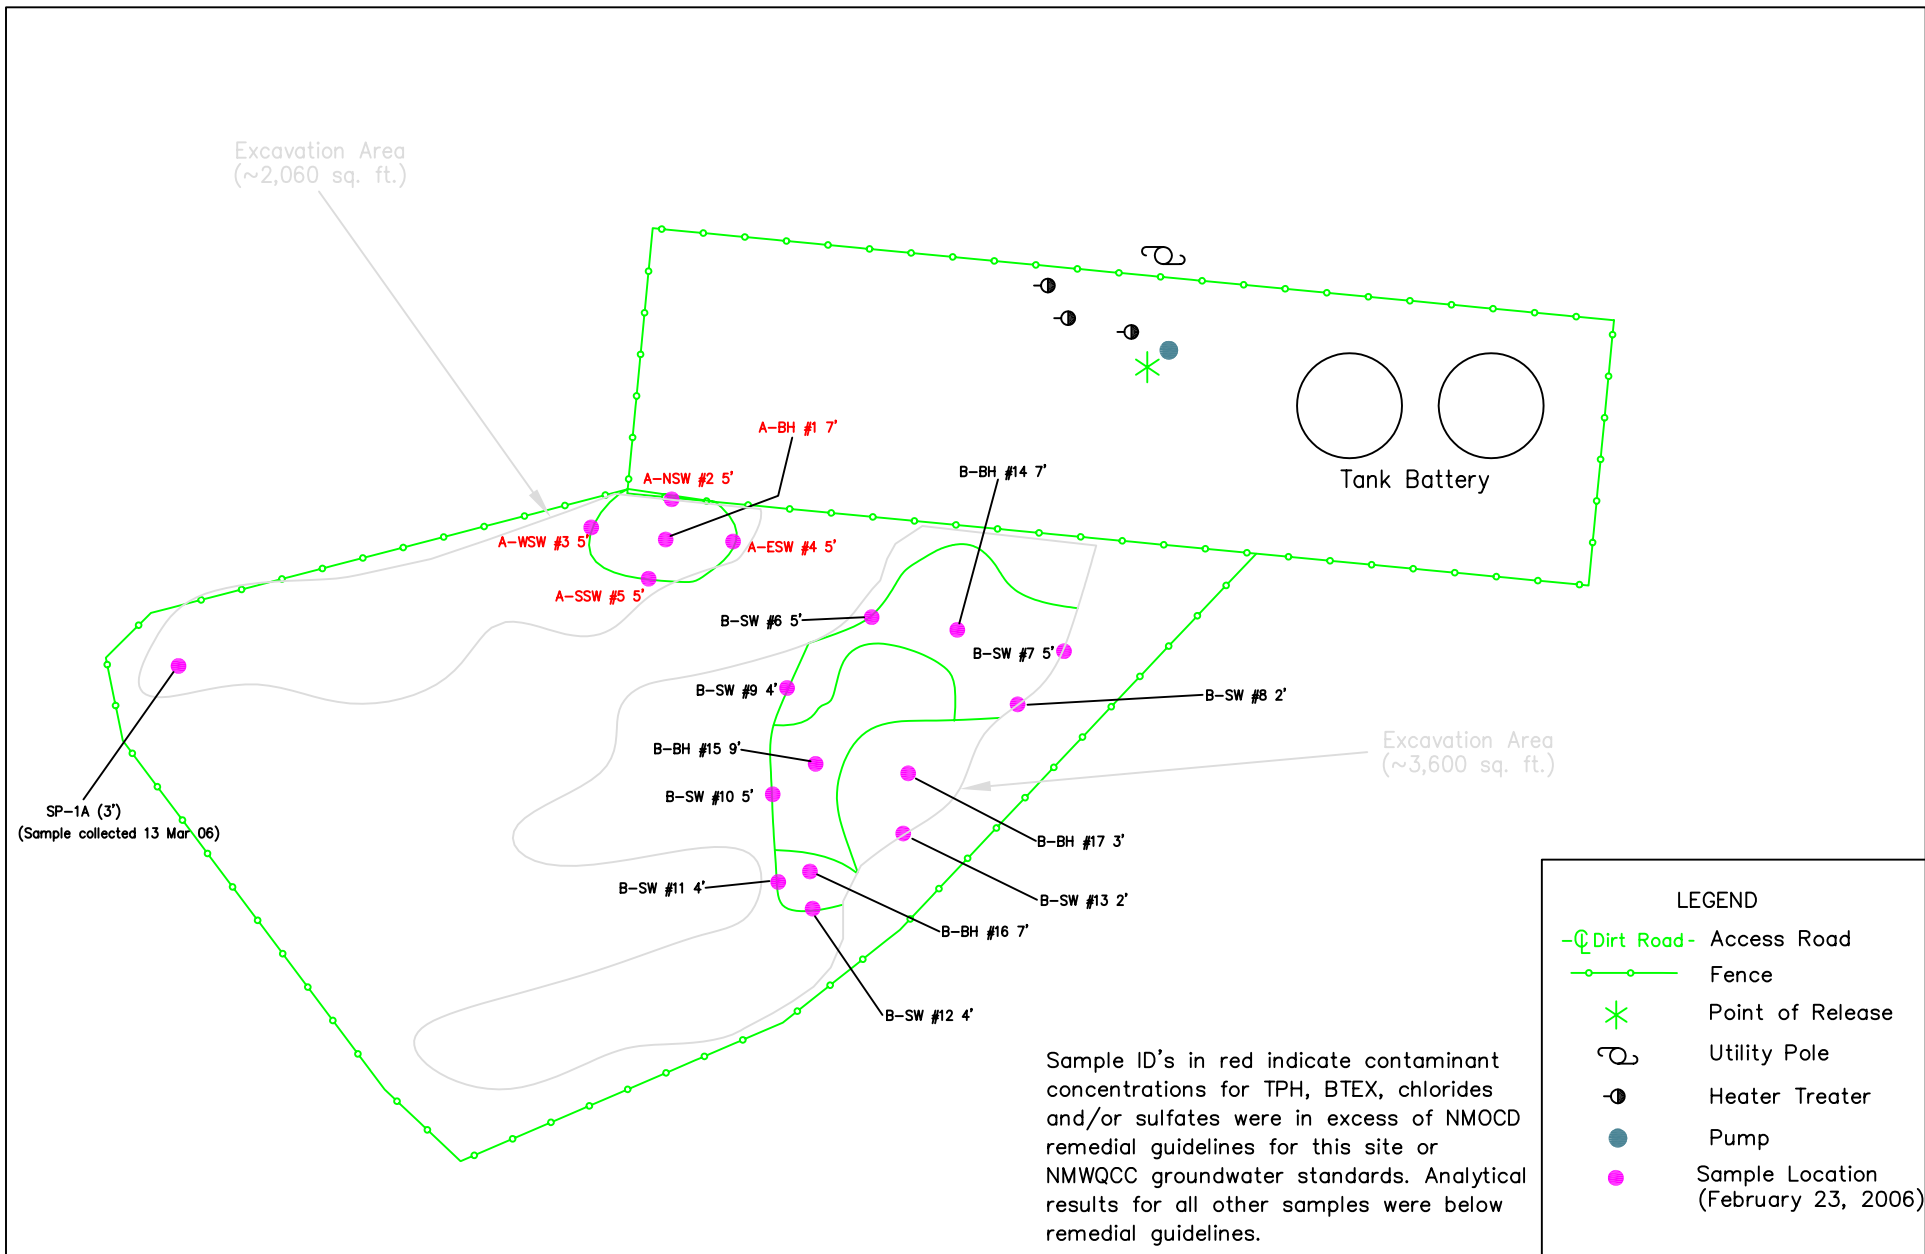 Excavation Area
(~2,060 sq. ft.)
A-BH #1 7'
A-NSW #2 5'
A-WSW #3 5'
A-ESW #4 5'
A-SSW #5 5'
B-BH #14 7'
Tank Battery
B-SW #6 5'
B-SW #7 5'
B-SW #9 4'
B-SW #8 2'
B-BH #15 9'
Excavation Area
(~3,600 sq. ft.)
B-SW #10 5'
SP-1A (3')
(Sample collected 13 Mar 06)
B-BH #17 3'
B-SW #11 4'
B-SW #13 2'
B-BH #16 7'
B-SW #12 4'
Sample ID's in red indicate contaminant
concentrations for TPH, BTEX, chlorides
and/or sulfates were in excess of NMOCD
remedial guidelines for this site or
NMWQCC groundwater standards. Analytical
results for all other samples were below
remedial guidelines.
LEGEND
℄ Dirt Road Access Road
Fence
Point of Release
Utility Pole
Heater Treater
Pump
Sample Location
(February 23, 2006)